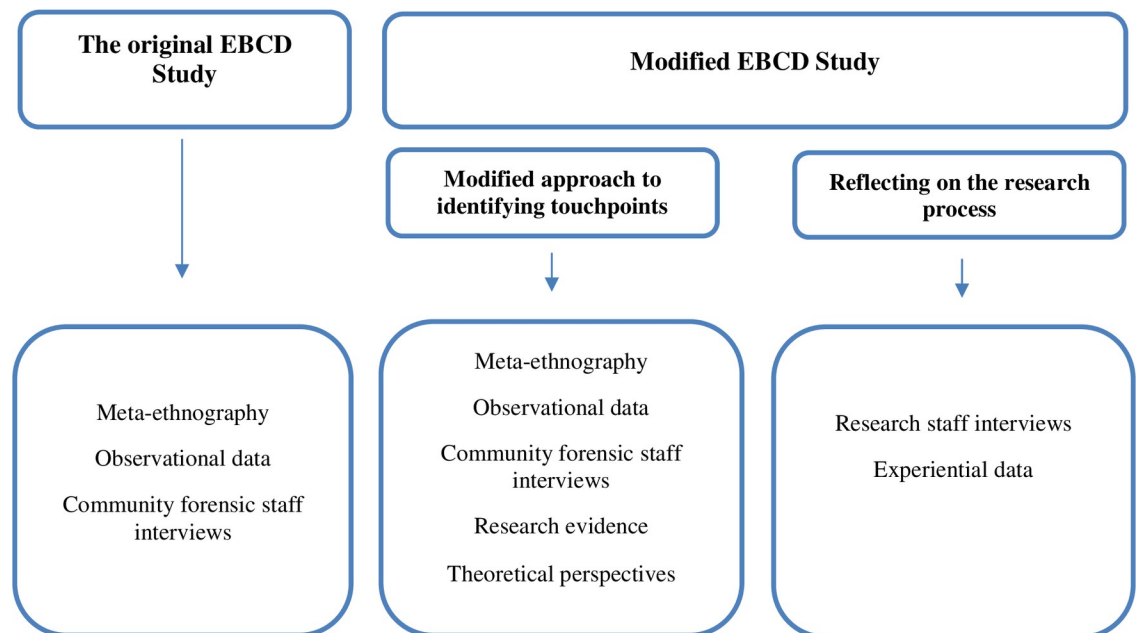 The original EBCD
Study
Modified EBCD Study
Modified approach to
identifying touchpoints
Reflecting on the research
process
Meta-ethnography
Observational data
Community forensic staff
interviews
Meta-ethnography
Observational data
Community forensic staff
interviews
Research evidence
Theoretical perspectives
Research staff interviews
Experiential data